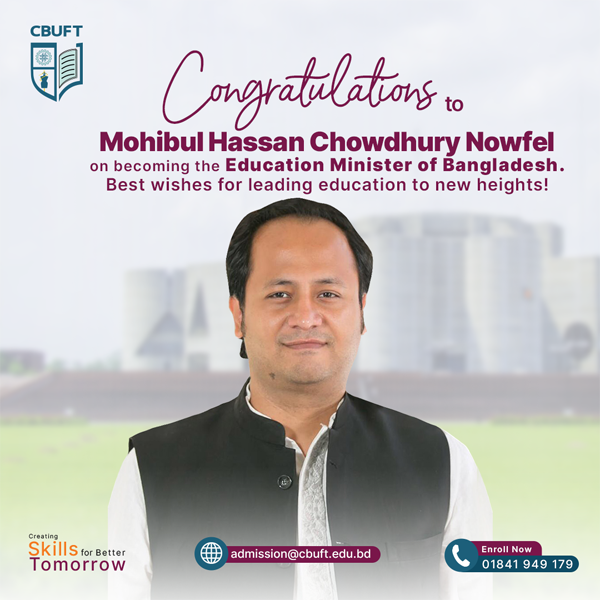 CBUFT
Congratulations to
Mohibul Hassan Chowdhury Nowfel
on becoming the Education Minister of Bangladesh.
Best wishes for leading education to new heights!
Creating
Skills for Better
Tomorrow
admission@cbuft.edu.bd
Enroll Now
01841 949 179